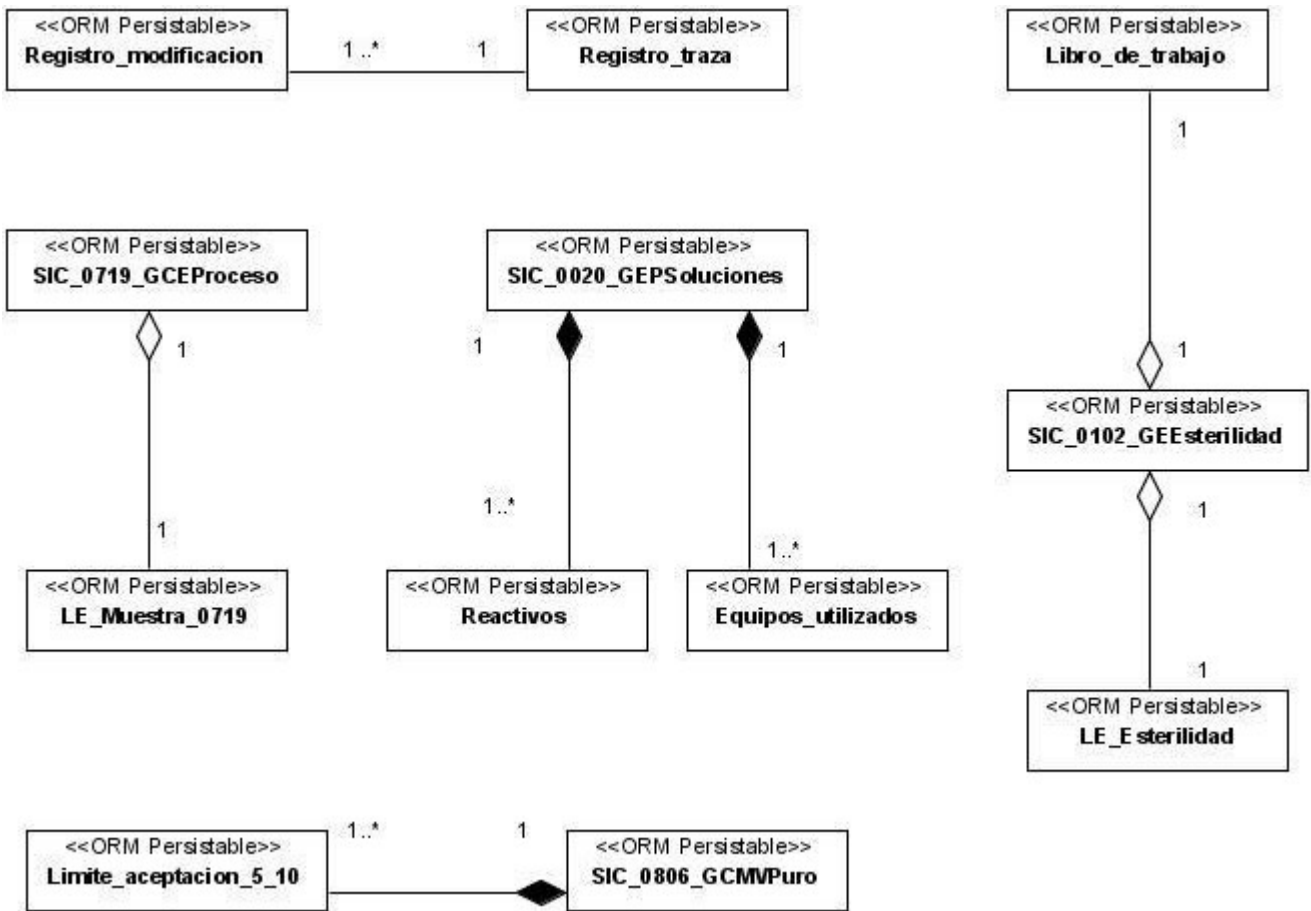 <<ORM Persistable>>
Registro_modificacion
1..*
1
<<ORM Persistable>>
Registro_traza
<<ORM Persistable>>
Libro_de_trabajo
1
1
<<ORM Persistable>>
SIC_0102_GEEsterilidad
1
1
<<ORM Persistable>>
LE_Esterilidad
<<ORM Persistable>>
SIC_0719_GCEProceso
1
1
<<ORM Persistable>>
LE_Muestra_0719
<<ORM Persistable>>
SIC_0020_GEPSoluciones
1
1
1..*
1..*
<<ORM Persistable>>
Reactivos
<<ORM Persistable>>
Equipos_utilizados
<<ORM Persistable>>
Limite_aceptacion_5_10
1..*
1
<<ORM Persistable>>
SIC_0806_GCMVPuro